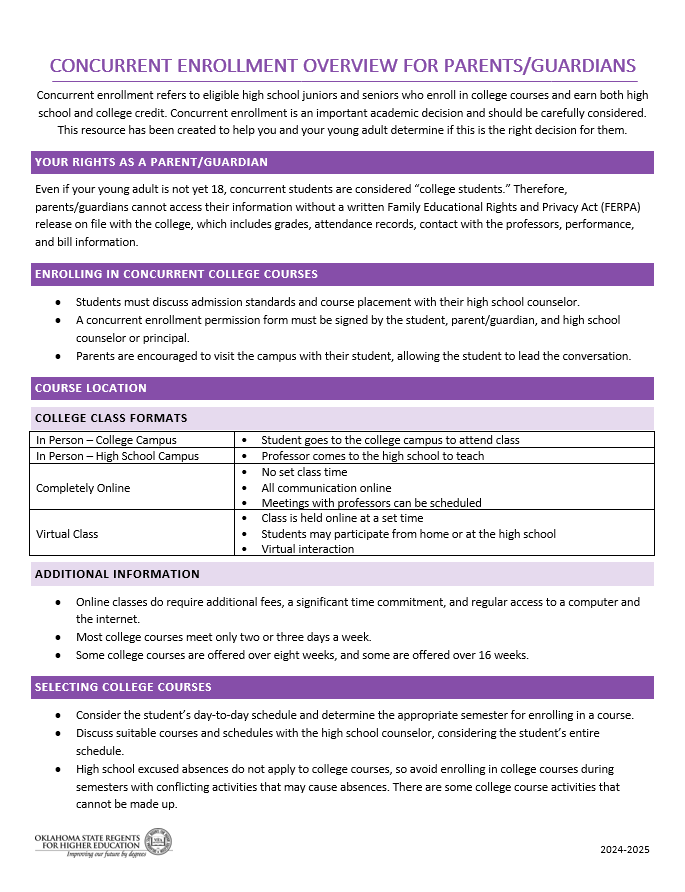 CONCURRENT ENROLLMENT OVERVIEW FOR PARENTS/GUARDIANS
Concurrent enrollment refers to eligible high school juniors and seniors who enroll in college courses and earn both high
school and college credit. Concurrent enrollment is an important academic decision and should be carefully considered.
This resource has been created to help you and your young adult determine if this is the right decision for them.
YOUR RIGHTS AS A PARENT/GUARDIAN
Even if your young adult is not yet 18, concurrent students are considered “college students.” Therefore,
parents/guardians cannot access their information without a written Family Educational Rights and Privacy Act (FERPA)
release on file with the college, which includes grades, attendance records, contact with the professors, performance,
and bill information.
ENROLLING IN CONCURRENT COLLEGE COURSES
• Students must discuss admission standards and course placement with their high school counselor.
• A concurrent enrollment permission form must be signed by the student, parent/guardian, and high school
counselor or principal.
• Parents are encouraged to visit the campus with their student, allowing the student to lead the conversation.
COURSE LOCATION
COLLEGE CLASS FORMATS
In Person – College Campus • Student goes to the college campus to attend class
In Person – High School Campus • Professor comes to the high school to teach
Completely Online
• No set class time
• All communication online
• Meetings with professors can be scheduled
Virtual Class
• Class is held online at a set time
• Students may participate from home or at the high school
• Virtual interaction
ADDITIONAL INFORMATION
• Online classes do require additional fees, a significant time commitment, and regular access to a computer and
the internet.
• Most college courses meet only two or three days a week.
• Some college courses are offered over eight weeks, and some are offered over 16 weeks.
SELECTING COLLEGE COURSES
• Consider the student’s day-to-day schedule and determine the appropriate semester for enrolling in a course.
• Discuss suitable courses and schedules with the high school counselor, considering the student’s entire
schedule.
• High school excused absences do not apply to college courses, so avoid enrolling in college courses during
semesters with conflicting activities that may cause absences. There are some college course activities that
cannot be made up.
OKLAHOMA STATE REGENTS
FOR HIGHER EDUCATION
Improving our future by degrees
2024-2025